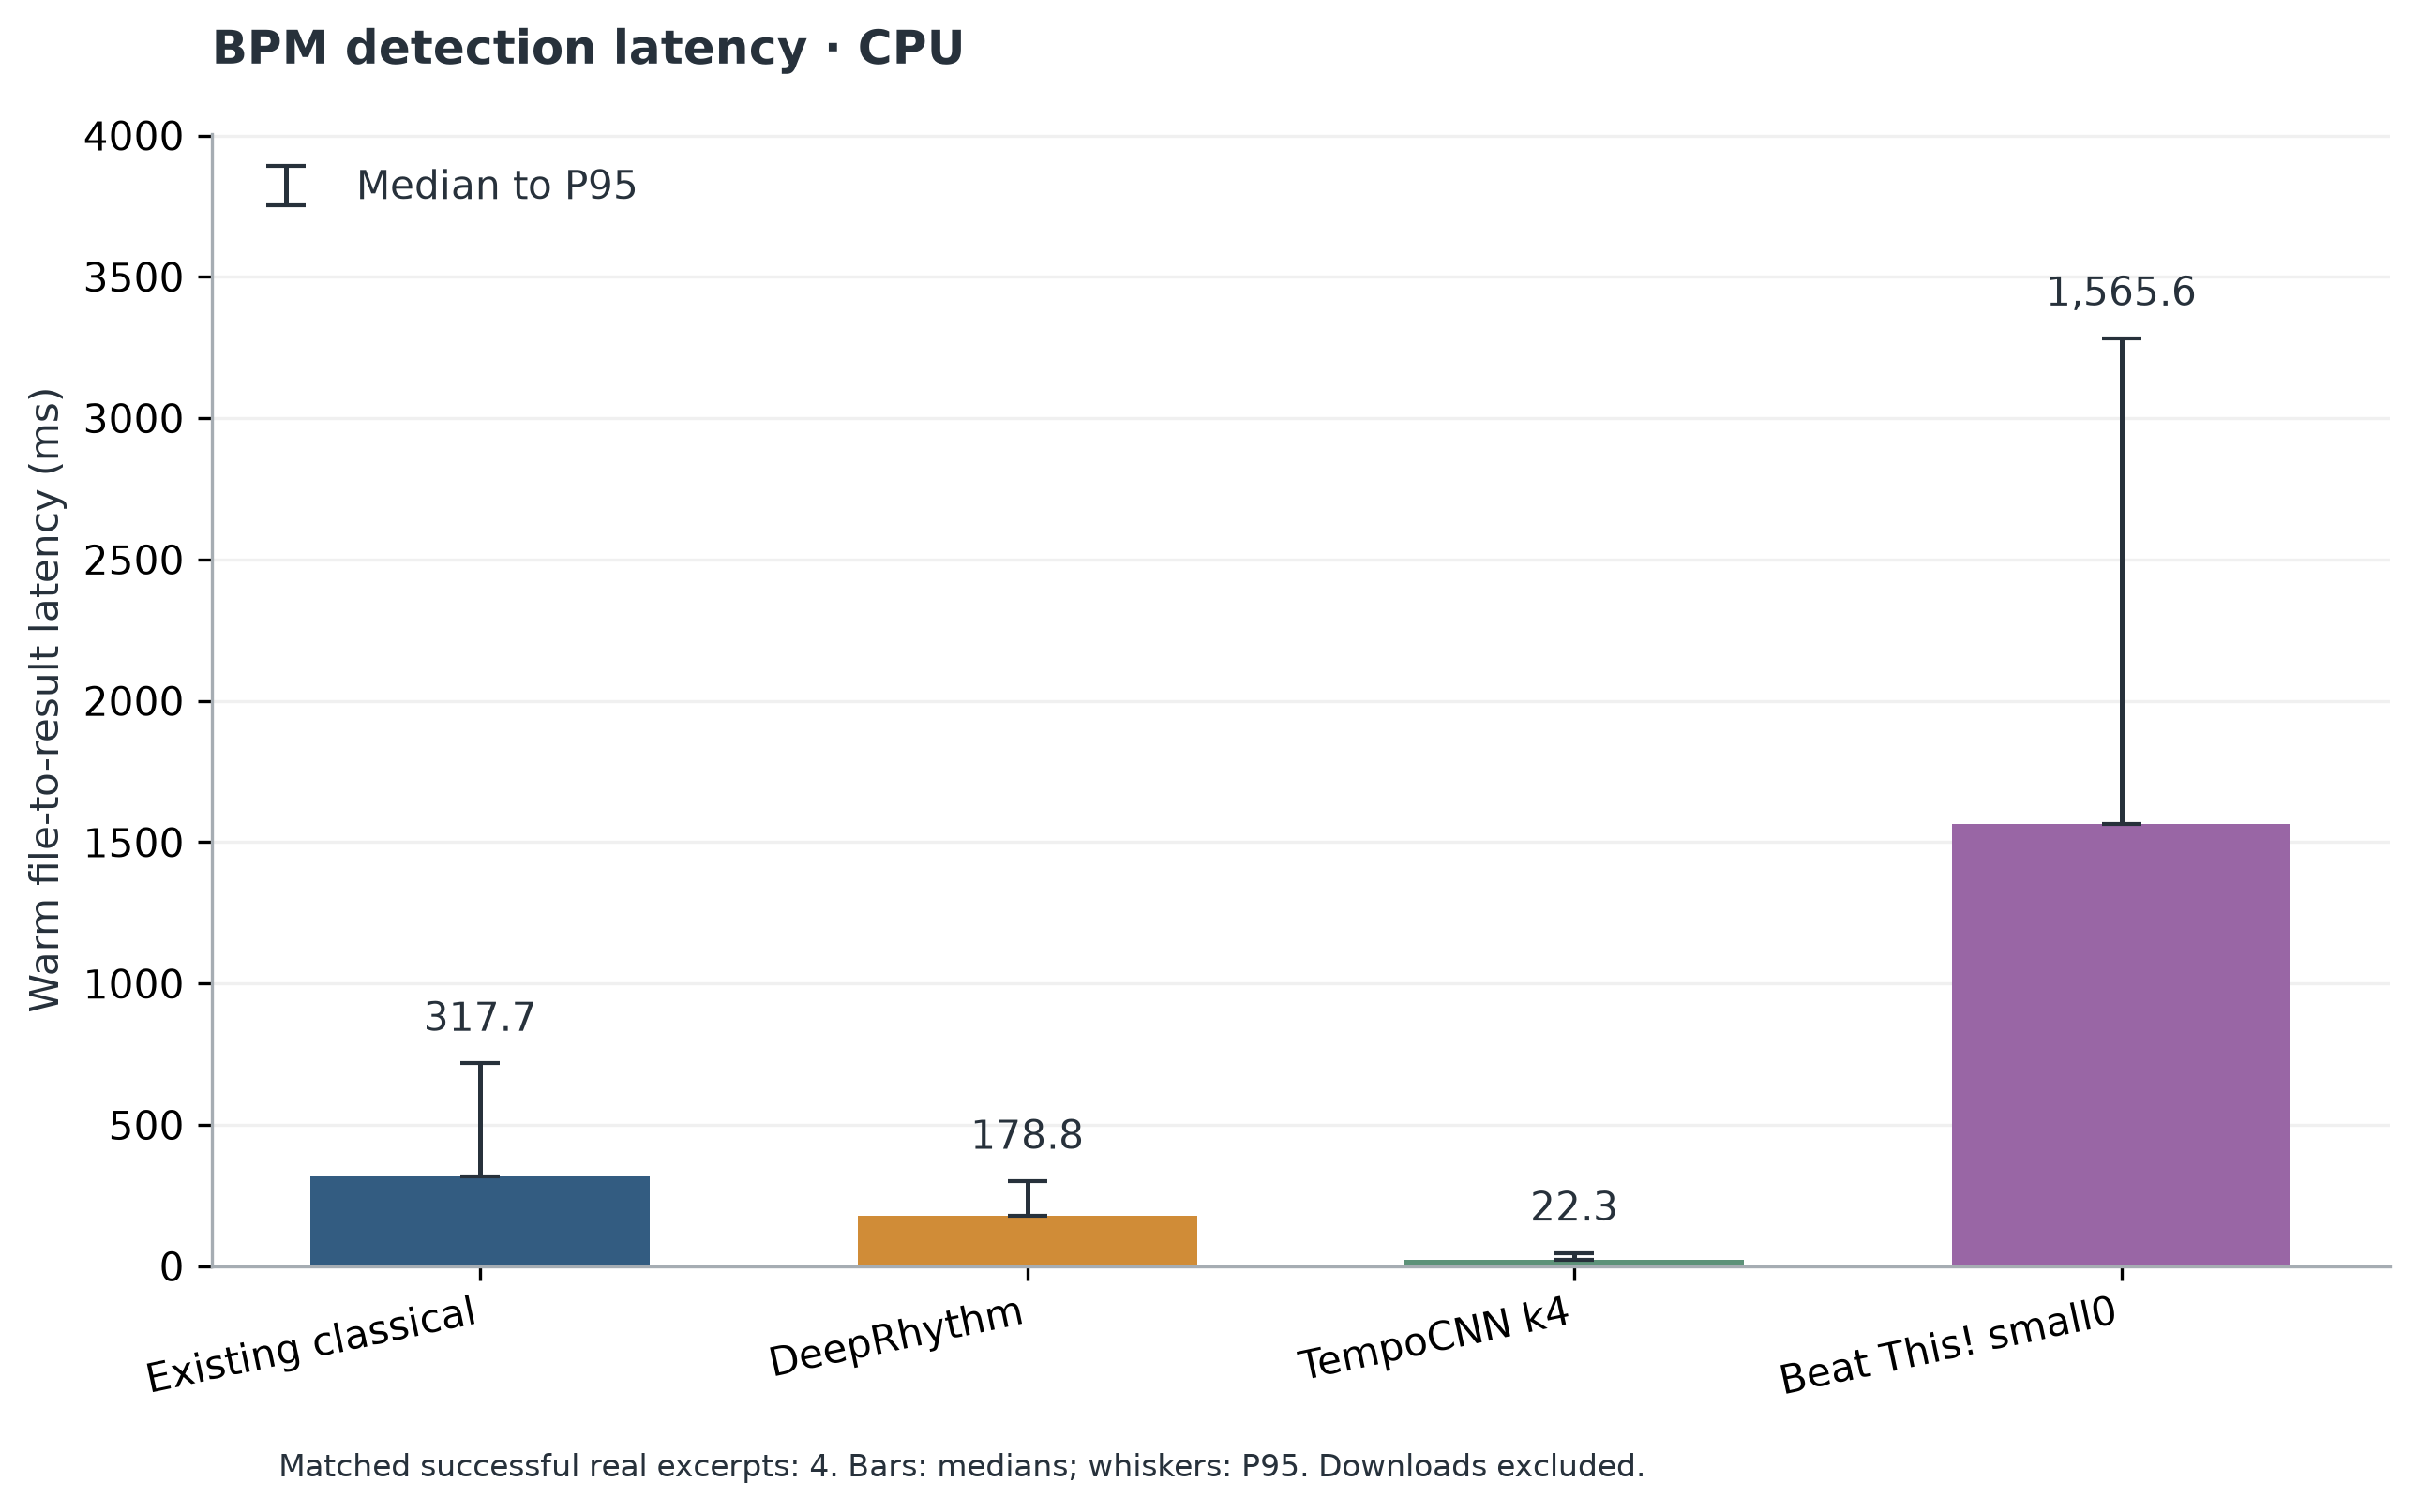 BPM detection latency · CPU
Warm file-to-result latency (ms)
4000
3500
3000
2500
2000
1500
1000
500
0
Median to P95
317.7
178.8
22.3
1,565.6
Existing classical
DeepRhythm
TempoCNN k4
Beat This! small0
Matched successful real excerpts: 4. Bars: medians; whiskers: P95. Downloads excluded.